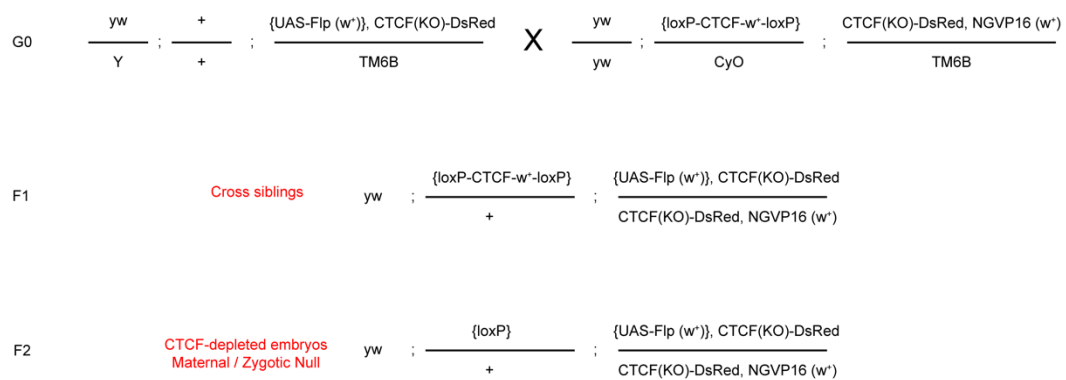 G0 yw / Y ; + / + ; {UAS-Flp (w⁺)}, CTCF(KO)-DsRed / TM6B X yw / yw ; {loxP-CTCF-w⁺-loxP} / CyO ; CTCF(KO)-DsRed, NGVP16 (w⁺) / TM6B
F1 Cross siblings yw ; {loxP-CTCF-w⁺-loxP} / + ; {UAS-Flp (w⁺)}, CTCF(KO)-DsRed / CTCF(KO)-DsRed, NGVP16 (w⁺)
F2 CTCF-depleted embryos
Maternal / Zygotic Null yw ; {loxP} / + ; {UAS-Flp (w⁺)}, CTCF(KO)-DsRed / CTCF(KO)-DsRed, NGVP16 (w⁺)